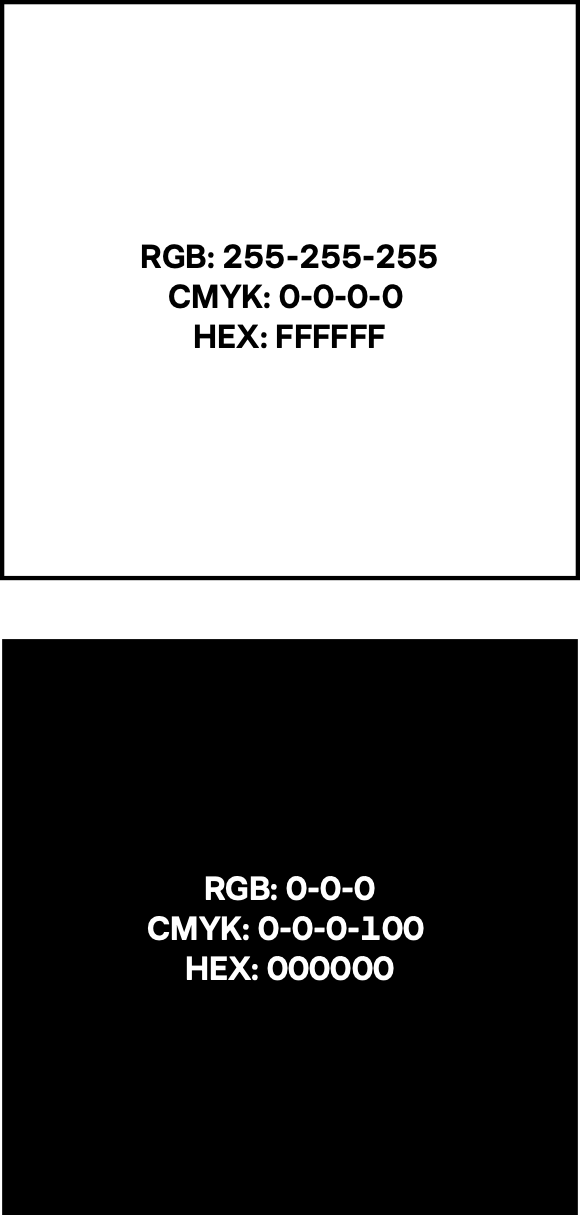 RGB: 255-255-255
CMYK: 0-0-0-0
HEX: FFFFFF
RGB: 0-0-0
CMYK: 0-0-0-100
HEX: 000000